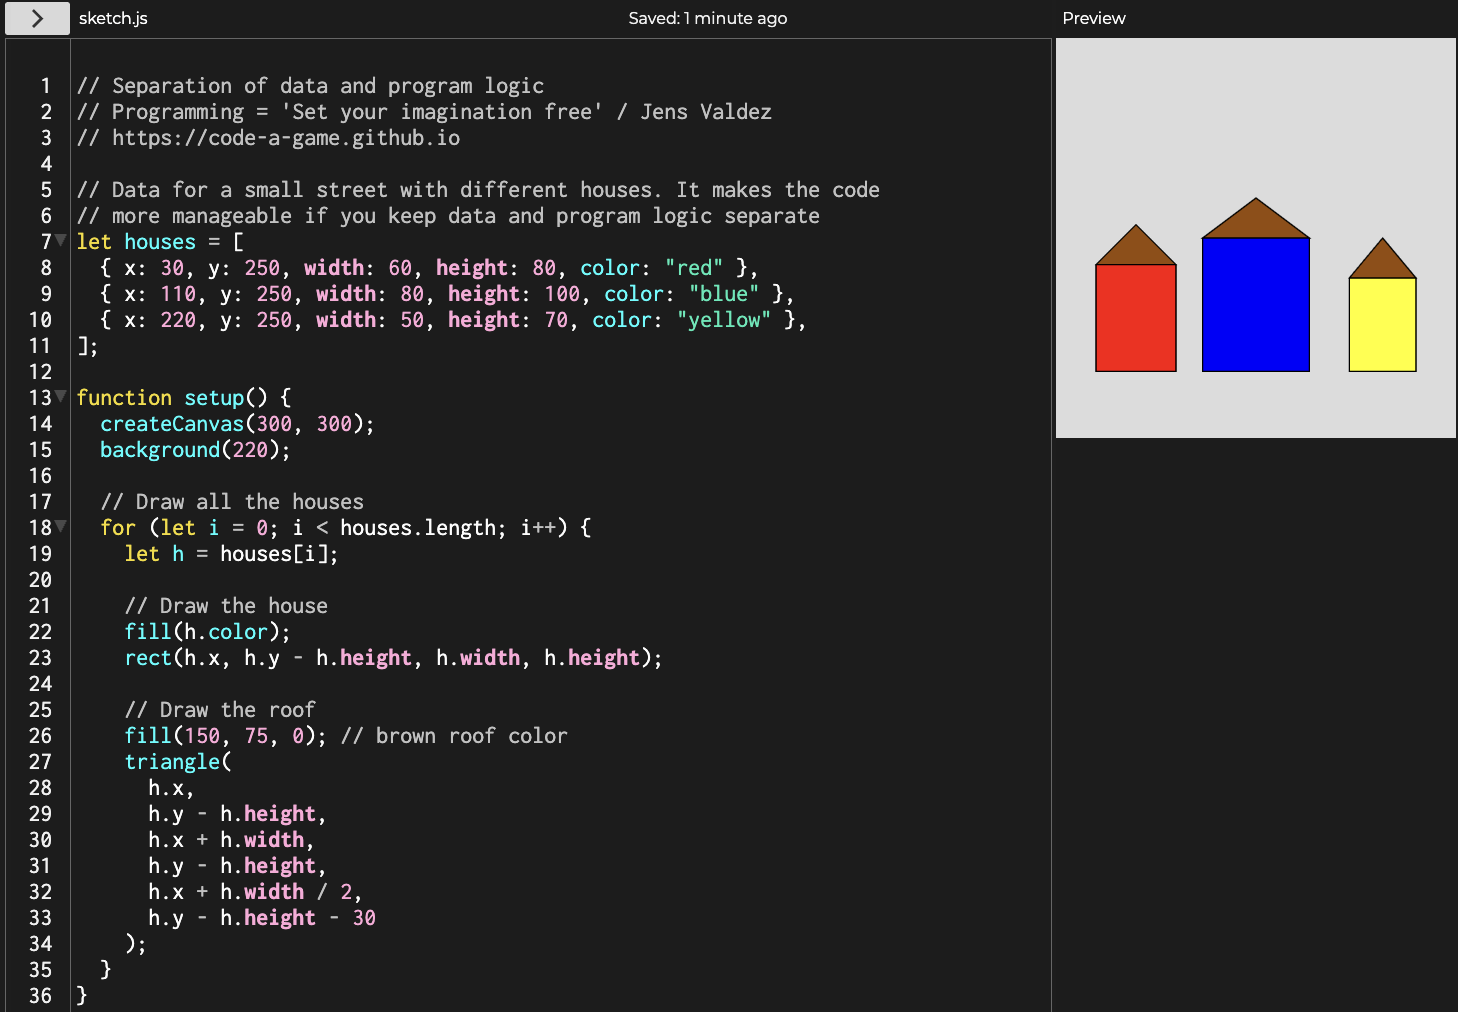 sketch.js
Saved: 1 minute ago
Preview
1 // Separation of data and program logic
2 // Programming = 'Set your imagination free' / Jens Valdez
3 // https://code-a-game.github.io
4
5 // Data for a small street with different houses. It makes the code
6 // more manageable if you keep data and program logic separate
7 let houses = [
8   { x: 30, y: 250, width: 60, height: 80, color: "red" },
9   { x: 110, y: 250, width: 80, height: 100, color: "blue" },
10   { x: 220, y: 250, width: 50, height: 70, color: "yellow" },
11 ];
12
13 function setup() {
14   createCanvas(300, 300);
15   background(220);
16
17   // Draw all the houses
18   for (let i = 0; i < houses.length; i++) {
19     let h = houses[i];
20
21     // Draw the house
22     fill(h.color);
23     rect(h.x, h.y - h.height, h.width, h.height);
24
25     // Draw the roof
26     fill(150, 75, 0); // brown roof color
27     triangle(
28       h.x,
29       h.y - h.height,
30       h.x + h.width,
31       h.y - h.height,
32       h.x + h.width / 2,
33       h.y - h.height - 30
34     );
35   }
36 }